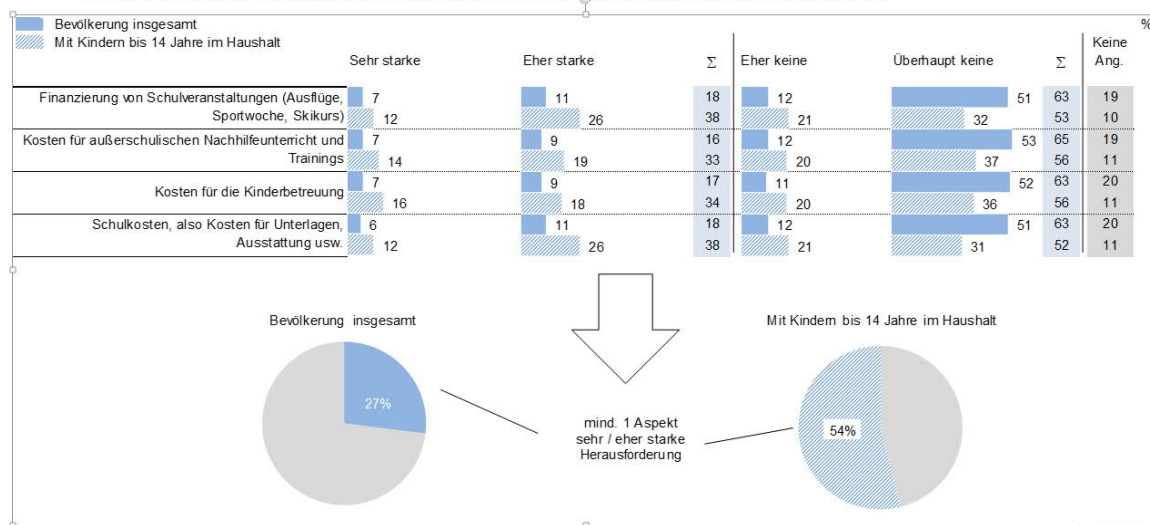 %
Bevölkerung insgesamt
Mit Kindern bis 14 Jahre im Haushalt
Sehr starke Eher starke Σ Eher keine Überhaupt keine Σ Keine Ang.
Finanzierung von Schulveranstaltungen (Ausflüge, Sportwoche, Skikurs)
7 11 18 12 51 63 19
12 26 38 21 32 53 10
Kosten für außerschulischen Nachhilfeunterricht und Trainings
7 9 16 12 53 65 19
14 19 33 20 37 56 11
Kosten für die Kinderbetreuung
7 9 17 11 52 63 20
16 18 34 20 36 56 11
Schulkosten, also Kosten für Unterlagen, Ausstattung usw.
6 11 18 12 51 63 20
12 26 38 21 31 52 11
Bevölkerung insgesamt
27%
mind. 1 Aspekt
sehr / eher starke
Herausforderung
Mit Kindern bis 14 Jahre im Haushalt
54%